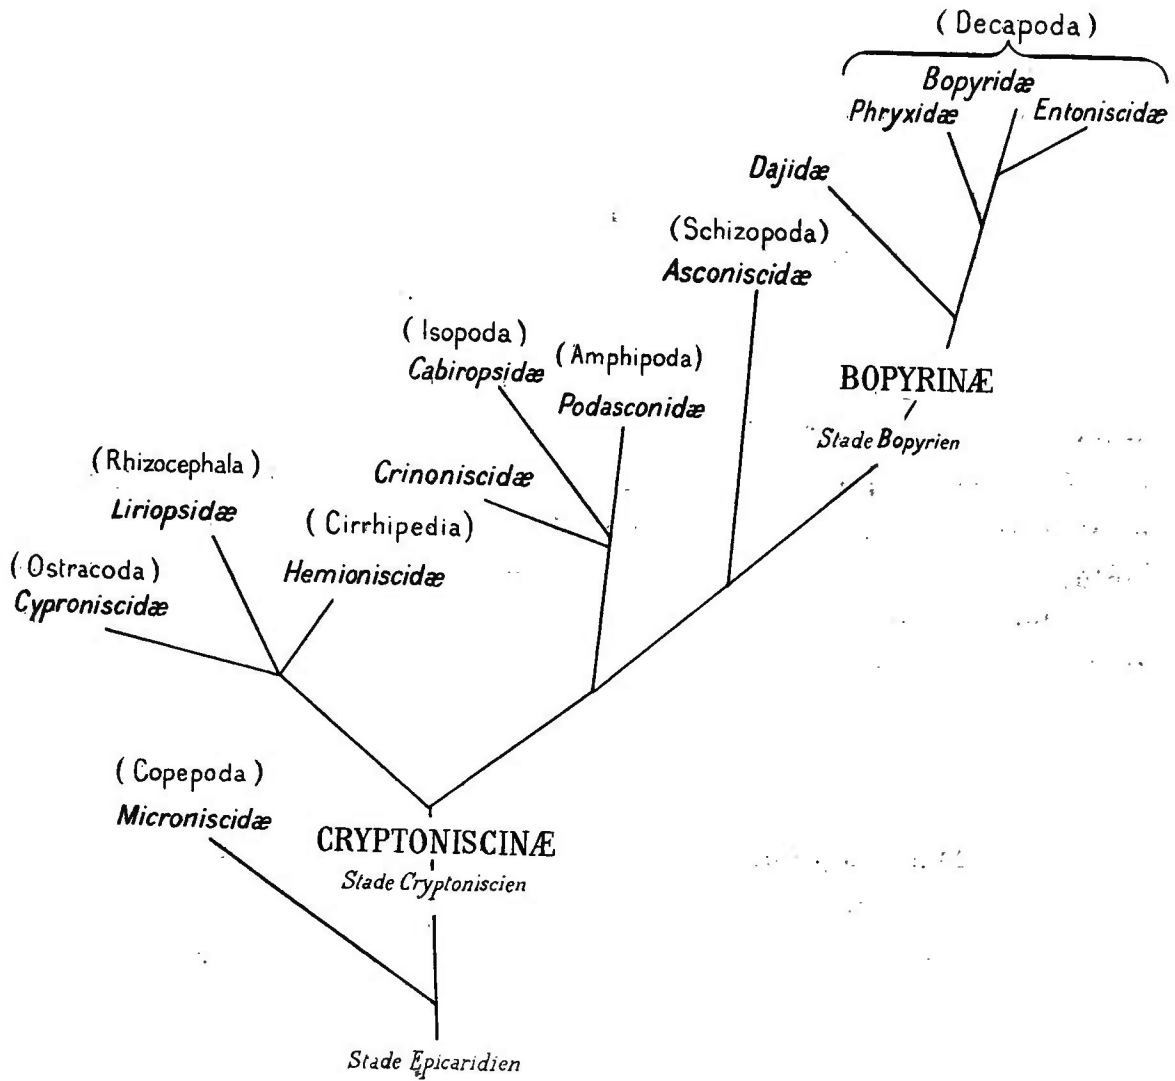 ( Decapoda )
Bopyridæ
Phryxidæ
Entoniscidæ
Dajidæ
(Schizopoda)
Asconiscidæ
( Isopoda )
Cabiropsidæ
(Amphipoda)
Podasconidæ
BOPYRINÆ
Stade Bopyrien
Crinoniscidæ
(Rhizocephala)
Liriopsidæ
( Cirrhipedia)
Hemioniscidæ
( Ostracoda )
Cyproniscidæ
( Copepoda )
Microniscidæ
CRYPTONISCINÆ
Stade Cryptoniscien
Stade Epicaridien